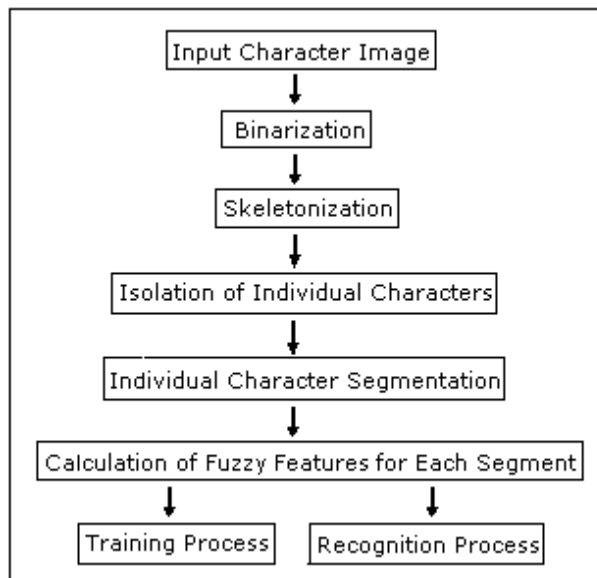 Input Character Image
Binarization
Skeletonization
Isolation of Individual Characters
Individual Character Segmentation
Calculation of Fuzzy Features for Each Segment
Training Process
Recognition Process